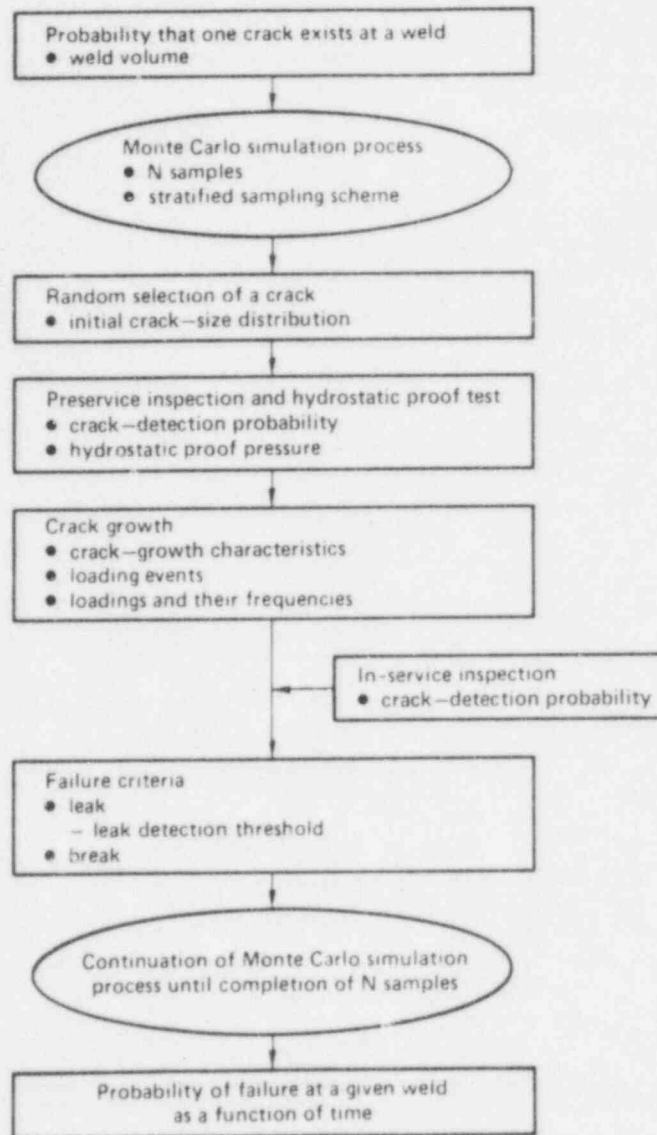 Probability that one crack exists at a weld
● weld volume
Monte Carlo simulation process
● N samples
● stratified sampling scheme
Random selection of a crack
● initial crack—size distribution
Preservice inspection and hydrostatic proof test
● crack—detection probability
● hydrostatic proof pressure
Crack growth
● crack—growth characteristics
● loading events
● loadings and their frequencies
In-service inspection
● crack—detection probability
Failure criteria
● leak
– leak detection threshold
● break
Continuation of Monte Carlo simulation
process until completion of N samples
Probability of failure at a given weld
as a function of time